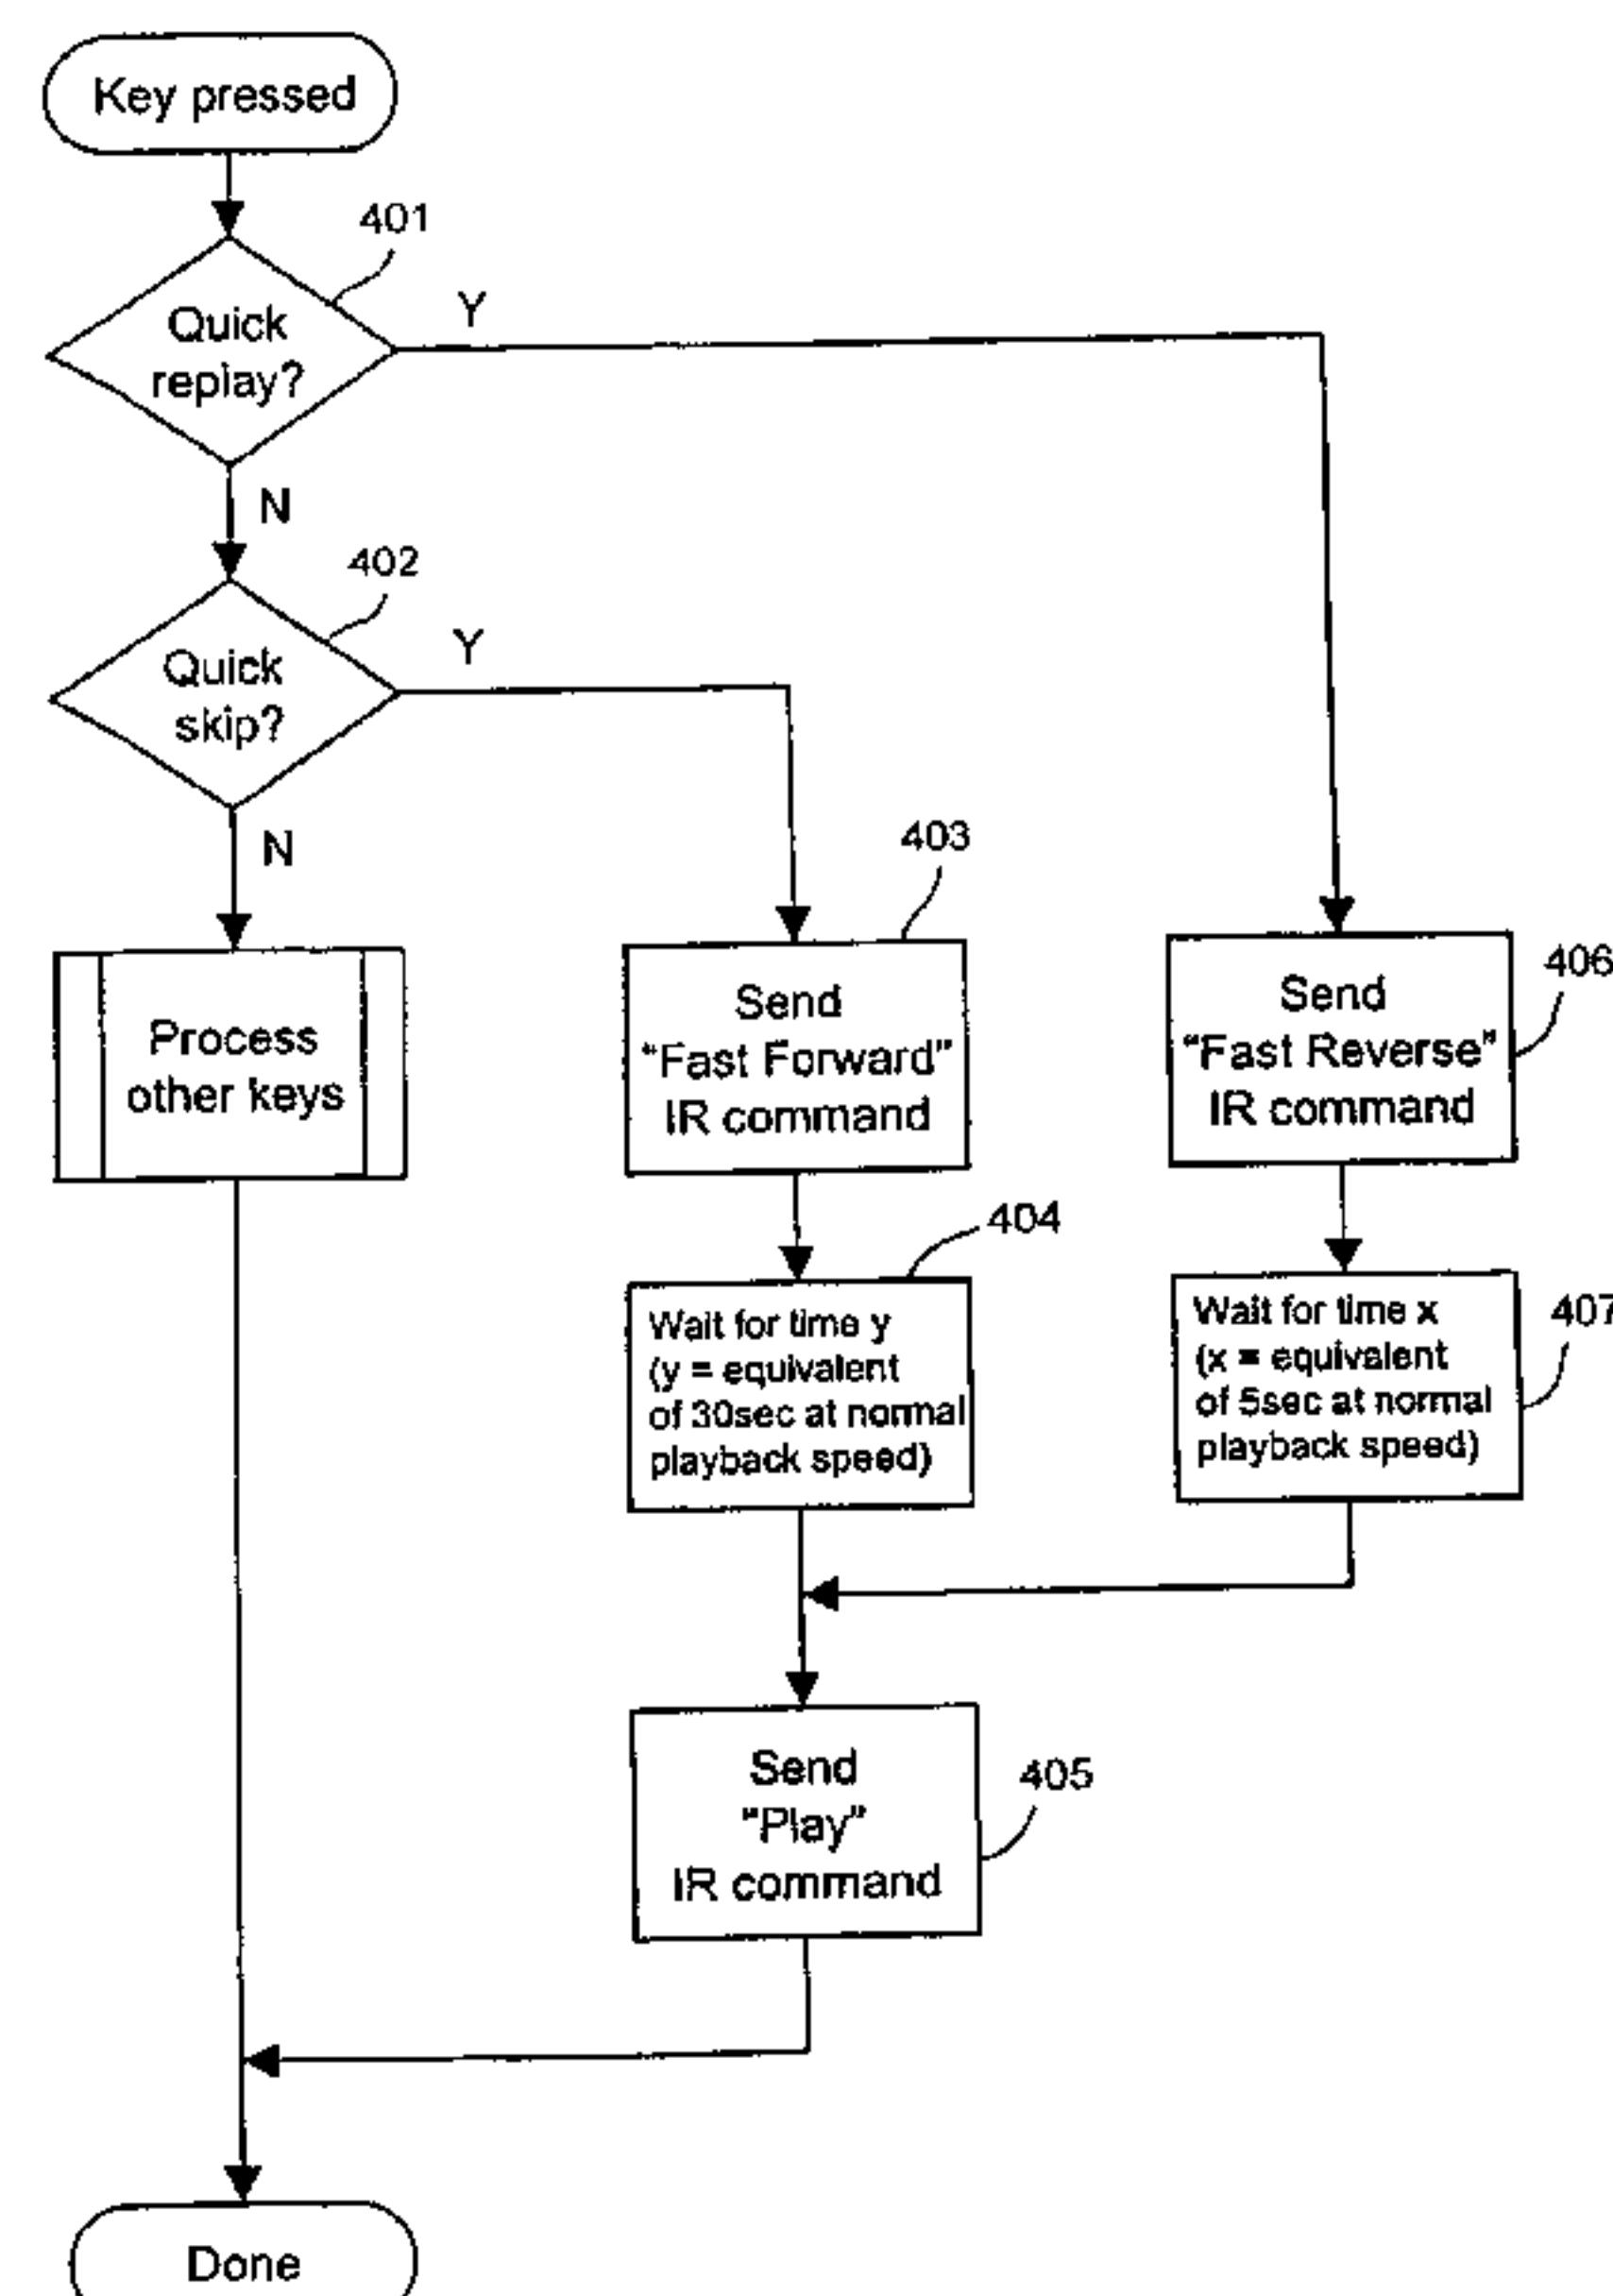 Key pressed
401
Quick
replay?
Y
N
402
Quick
skip?
Y
N
Process
other keys
403
Send
“Fast Forward”
IR command
406
Send
“Fast Reverse”
IR command
404
Wait for time y
(y = equivalent
of 30sec at normal
playback speed)
407
Wait for time x
(x = equivalent
of 5sec at normal
playback speed)
405
Send
“Play”
IR command
Done